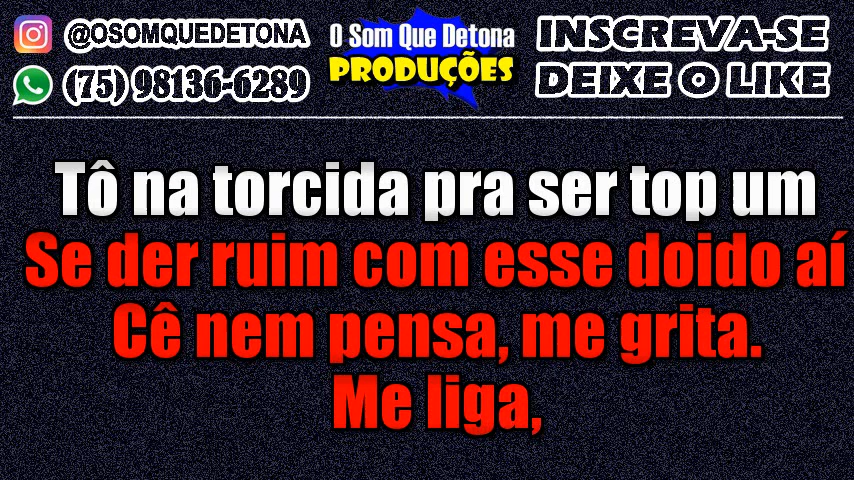 @OSOMQUEDETONA
(75) 98136-6289
O Som Que Detona
PRODUÇÕES
INSCREVA-SE
DEIXE O LIKE
Tô na torcida pra ser top um
Se der ruim com esse doido aí
Cê nem pensa, me grita.
Me liga,